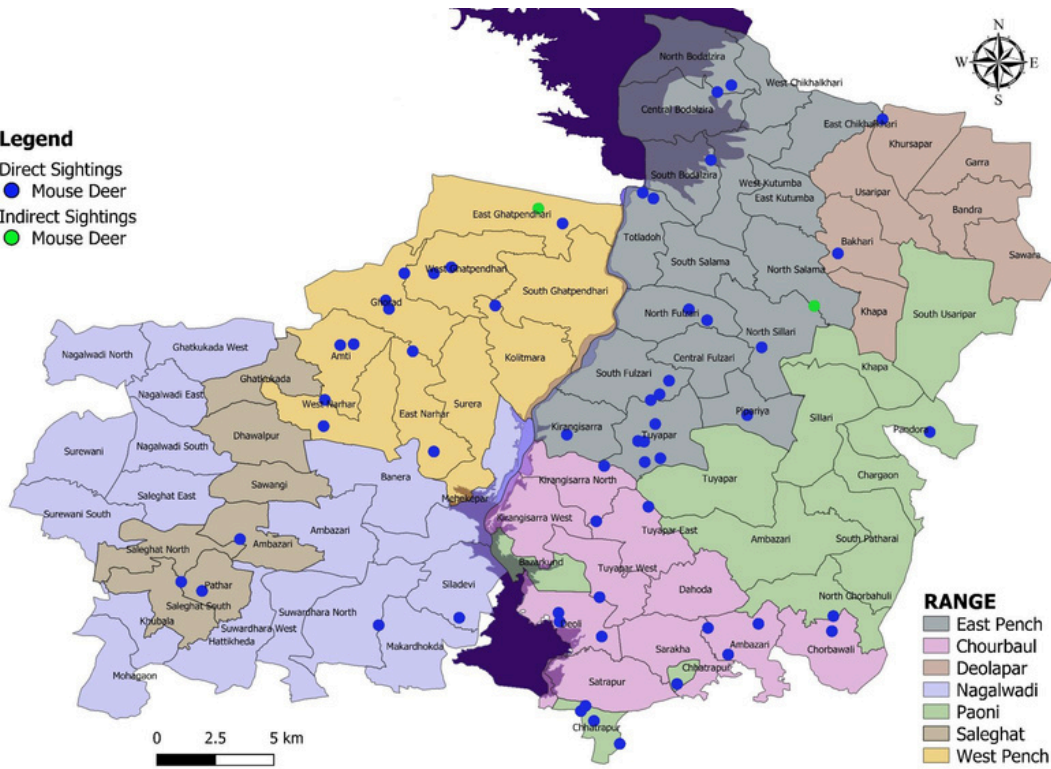 N
W E
S
North Bodalzira
West Chikhalkhari
Central Bodalzira
East Chikhalkhari
Legend
Direct Sightings
Mouse Deer
Indirect Sightings
Mouse Deer
Khursapar
Garra
South Bodalzira
West Kutumba
East Kutumba
Usaripar
Bandra
East Ghatpendhari
Totladoh
Bakhari
Sawara
West Ghatpendhari
South Salama
North Salama
South Ghatpendhari
Ghorad
North Fulzari
Khapa
South Usaripar
North Sillari
Nagalwadi North
Ghatkukada West
Amti
Kolitmara
Central Fulzari
Khapa
Ghatkukada
South Fulzari
Nagalwadi East
West Narhar
East Narhar
Surera
Pipariya
Sillari
Kirangisarra
Tuyapar
Pandora
Dhawalpur
Nagalwadi South
Surewani
Banera
Kirangisarra North
Tuyapar
Chargaon
Sawangi
Saleghat East
Mehekepar
Surewani South
Ambazari
Kirangisarra West
Tuyapar East
Ambazari
South Patharai
Saleghat North
Ambazari
Bazarkund
Tuyapar West
Pathar
Siladevi
Dahoda
North Chorbahuli
Saleghat South
Suwardhara North
Khubala
Suwardhara West
Hattikheda
Makardhokda
Deoli
Sarakha
Ambazari
Chorbawali
Chhatrapur
Mohagaon
Satrapur
Chhatrapur
0 2.5 5 km
RANGE
East Pench
Chourbaul
Deolapar
Nagalwadi
Paoni
Saleghat
West Pench